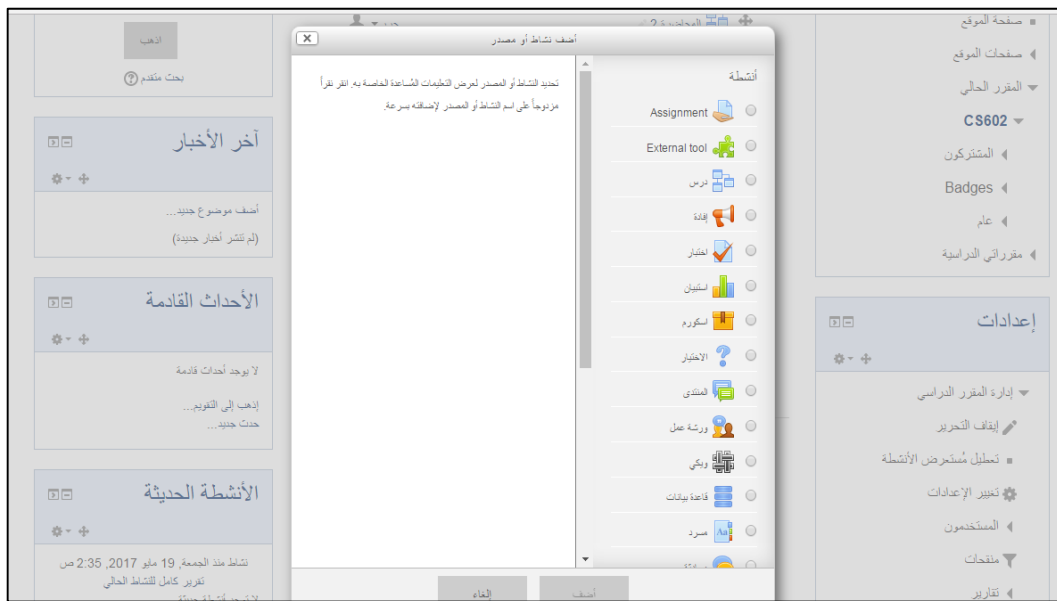 صفحة الموقع
صفحات الموقع
المقرر الحالي
CS602
المشتركون
Badges
عام
مقرراتي الدراسية
إعدادات
إدارة المقرر الدراسي
إيقاف التحرير
تعطيل مُستعرض الأنشطة
تغيير الإعدادات
المستخدمون
منقحات
تقارير
المحاضرة 2
أضف نشاط أو مصدر
أنشطة
Assignment
External tool
درس
إفادة
اختبار
استبيان
اسكورم
الاختيار
المنتدى
ورشة عمل
ويكي
قاعدة بيانات
مسرد
تحديد النشاط أو المصدر لعرض التعليمات المُساعدة الخاصة به. انقر نقراً
مزدوجاً على اسم النشاط أو المصدر لإضافته بسرعة.
أضف
إلغاء
اذهب
بحث متقدم
آخر الأخبار
أضف موضوع جديد...
(لم تنشر أخبار جديدة)
الأحداث القادمة
لا يوجد أحداث قادمة
إذهب إلى التقويم...
حدث جديد...
الأنشطة الحديثة
نشاط منذ الجمعة, 19 مايو 2017, 2:35 ص
تقرير كامل للنشاط الحالي